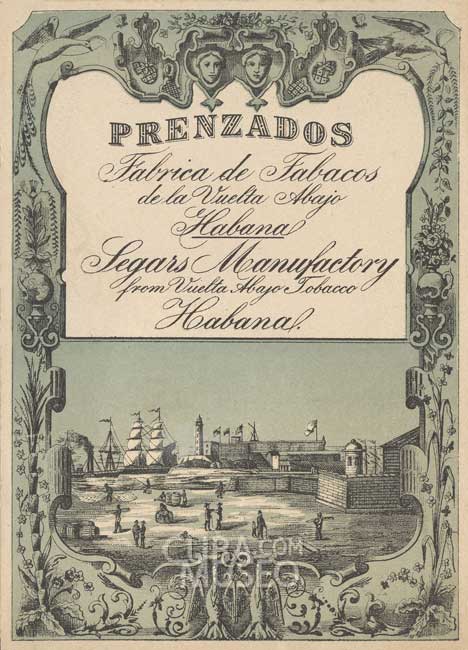 PRENZADOS
Fabrica de Tabacos
de la Vuelta Abajo
Habana
Segars Manufactory
from Vuelta Abajo Tobacco
Habana.
CUBA.COM
MUSEO